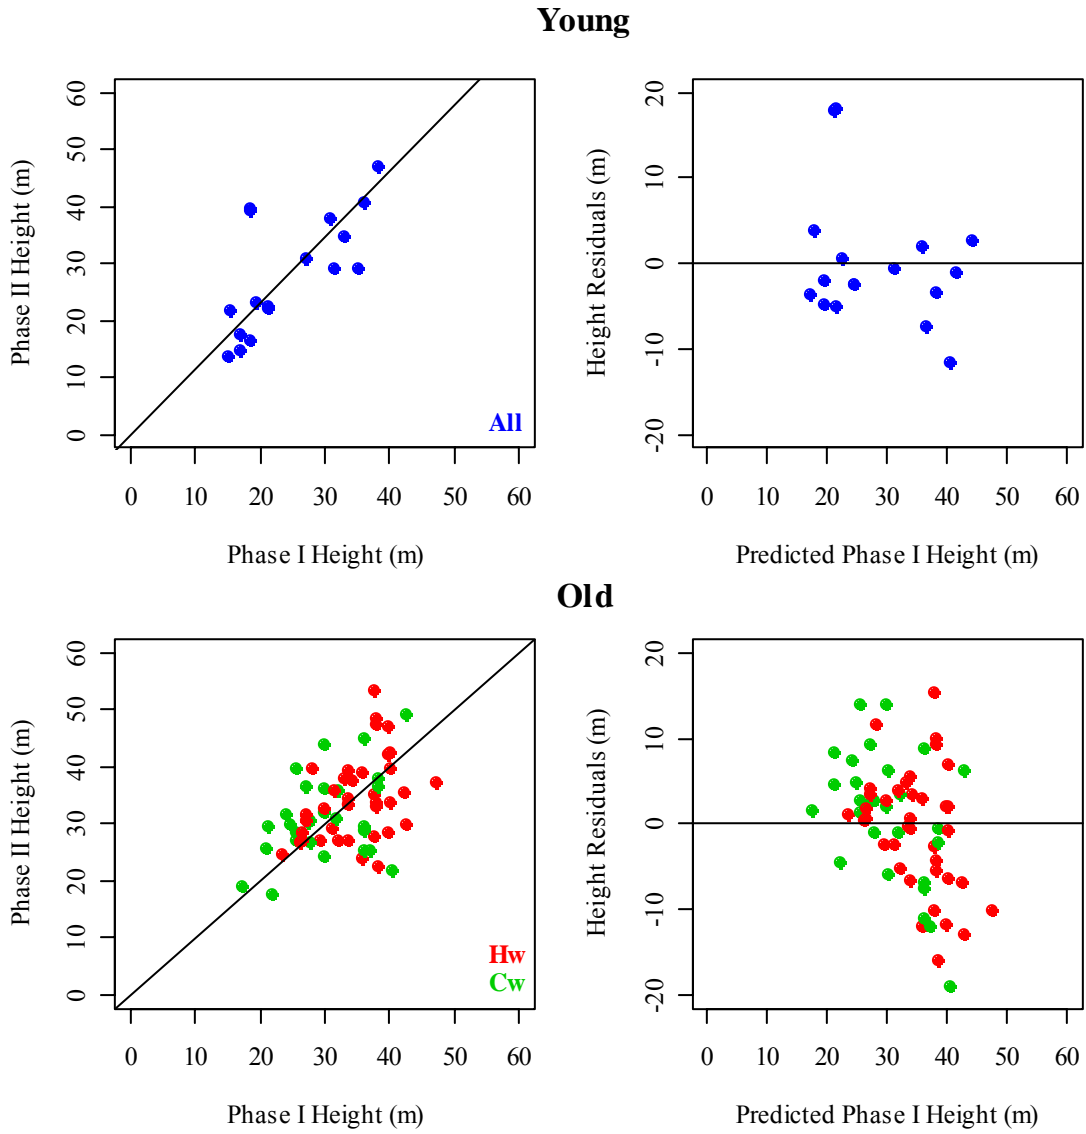 Young
Phase II Height (m)
60
50
40
30
20
10
0
All
0 10 20 30 40 50 60
Phase I Height (m)
Height Residuals (m)
20
10
0
-10
-20
0 10 20 30 40 50 60
Predicted Phase I Height (m)
Old
Phase II Height (m)
60
50
40
30
20
10
0
Hw
Cw
0 10 20 30 40 50 60
Phase I Height (m)
Height Residuals (m)
20
10
0
-10
-20
0 10 20 30 40 50 60
Predicted Phase I Height (m)